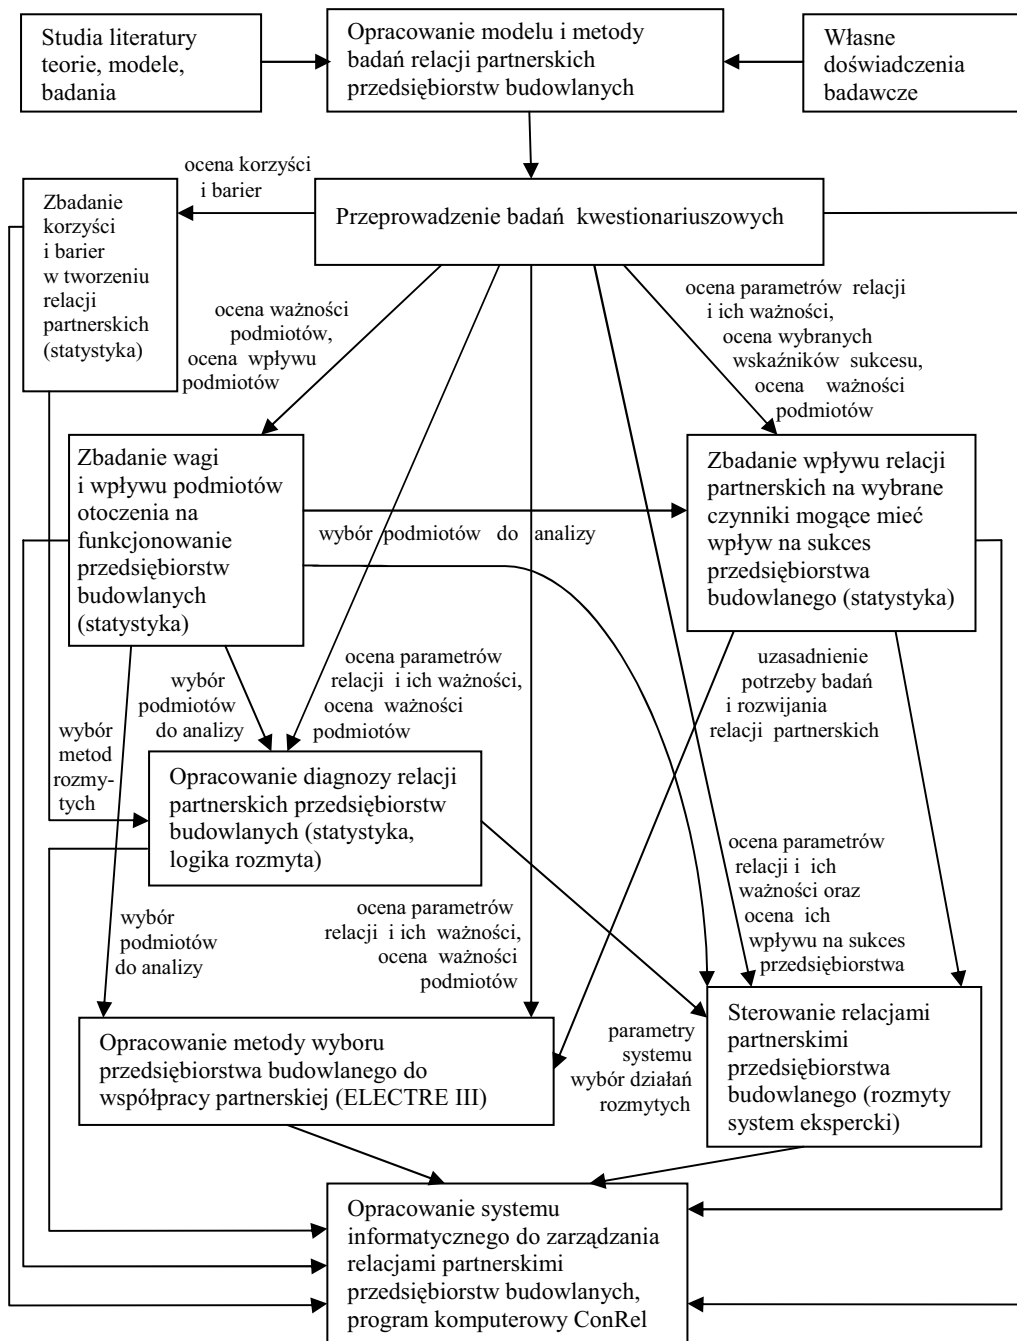 Studia literatury
teorie, modele,
badania
Opracowanie modelu i metody
badań relacji partnerskich
przedsiębiorstw budowlanych
Własne
doświadczenia
badawcze
ocena korzyści
i barier
Zbadanie
korzyści
i barier
w tworzeniu
relacji
partnerskich
(statystyka)
Przeprowadzenie badań kwestionariuszowych
ocena ważności
podmiotów,
ocena wpływu
podmiotów
ocena parametrów relacji
i ich ważności,
ocena wybranych
wskaźników sukcesu,
ocena ważności
podmiotów
Zbadanie wagi
i wpływu podmiotów
otoczenia na
funkcjonowanie
przedsiębiorstw
budowlanych
(statystyka)
wybór podmiotów do analizy
Zbadanie wpływu relacji
partnerskich na wybrane
czynniki mogące mieć
wpływ na sukces
przedsiębiorstwa
budowlanego (statystyka)
wybór
metod
rozmy-
tych
wybór
podmiotów
do analizy
ocena parametrów
relacji i ich ważności,
ocena ważności
podmiotów
uzasadnienie
potrzeby badań
i rozwijania
relacji partnerskich
Opracowanie diagnozy relacji
partnerskich przedsiębiorstw
budowlanych (statystyka,
logika rozmyta)
wybór
podmiotów
do analizy
ocena parametrów
relacji i ich ważności,
ocena ważności
podmiotów
ocena parametrów
relacji i ich
ważności oraz
ocena ich
wpływu na sukces
przedsiębiorstwa
Opracowanie metody wyboru
przedsiębiorstwa budowlanego do
współpracy partnerskiej (ELECTRE III)
parametry
systemu
wybór działań
rozmytych
Sterowanie relacjami
partnerskimi
przedsiębiorstwa
budowlanego (rozmyty
system ekspercki)
Opracowanie systemu
informatycznego do zarządzania
relacjami partnerskimi
przedsiębiorstw budowlanych,
program komputerowy ConRel